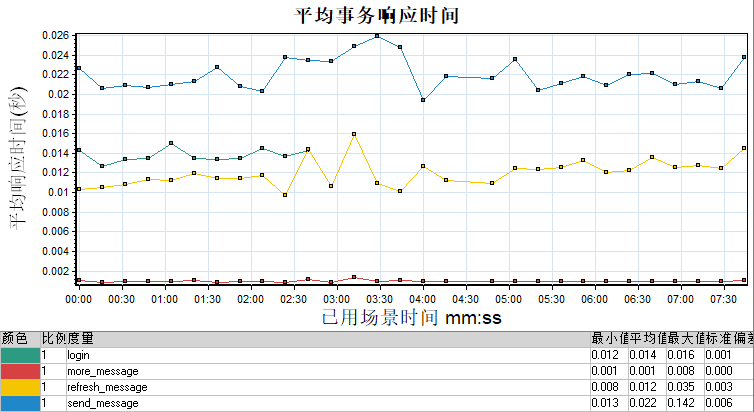 平均事务响应时间
平均响应时间(秒)
0.026
0.024
0.022
0.02
0.018
0.016
0.014
0.012
0.01
0.008
0.006
0.004
0.002
00:00 00:30 01:00 01:30 02:00 02:30 03:00 03:30 04:00 04:30 05:00 05:30 06:00 06:30 07:00 07:30
已用场景时间 mm:ss
颜色 比例 度量 最小值 平均值 最大值 标准偏差
1 login 0.012 0.014 0.016 0.001
1 more_message 0.001 0.001 0.008 0.000
1 refresh_message 0.008 0.012 0.035 0.003
1 send_message 0.013 0.022 0.142 0.006